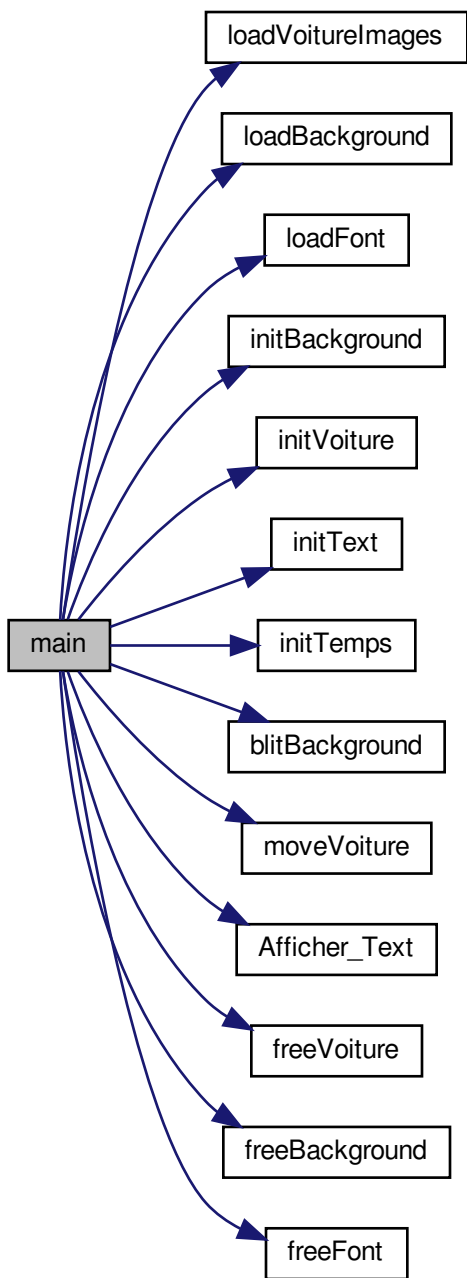 loadVoitureImages
loadBackground
loadFont
initBackground
initVoiture
initText
main
initTemps
blitBackground
moveVoiture
Afficher_Text
freeVoiture
freeBackground
freeFont